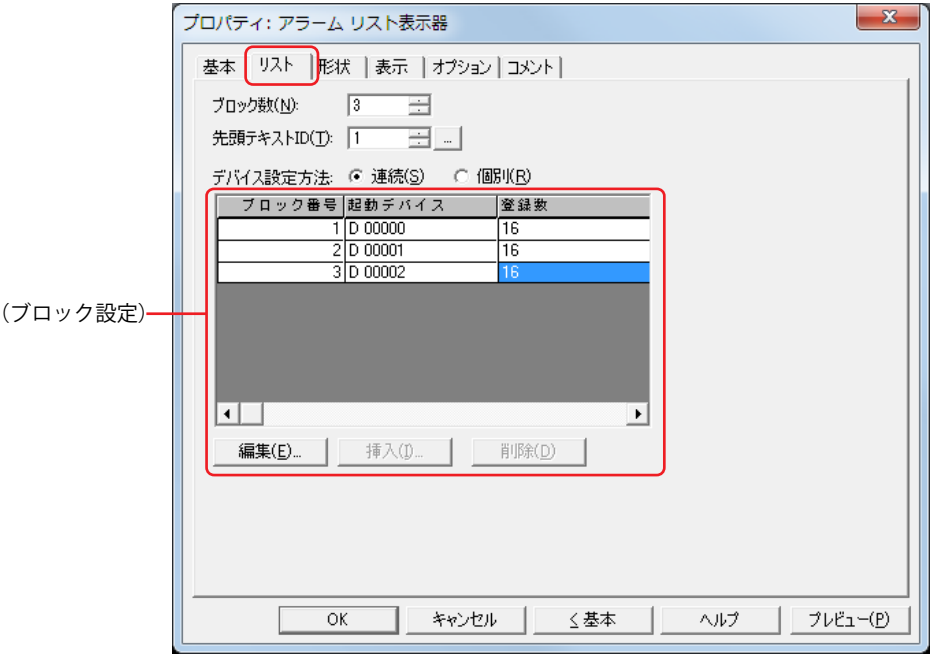 プロパティ: アラーム リスト表示器
基本 リスト 形状 表示 オプション コメント
ブロック数(N): 3
先頭テキストID(T): 1 ...
デバイス設定方法: 連続(S) 個別(R)
ブロック番号 起動デバイス 登録数
1 D 00000 16
2 D 00001 16
3 D 00002 16
(ブロック設定)
編集(E)... 挿入(I)... 削除(D)
OK キャンセル < 基本 ヘルプ プレビュー(P)